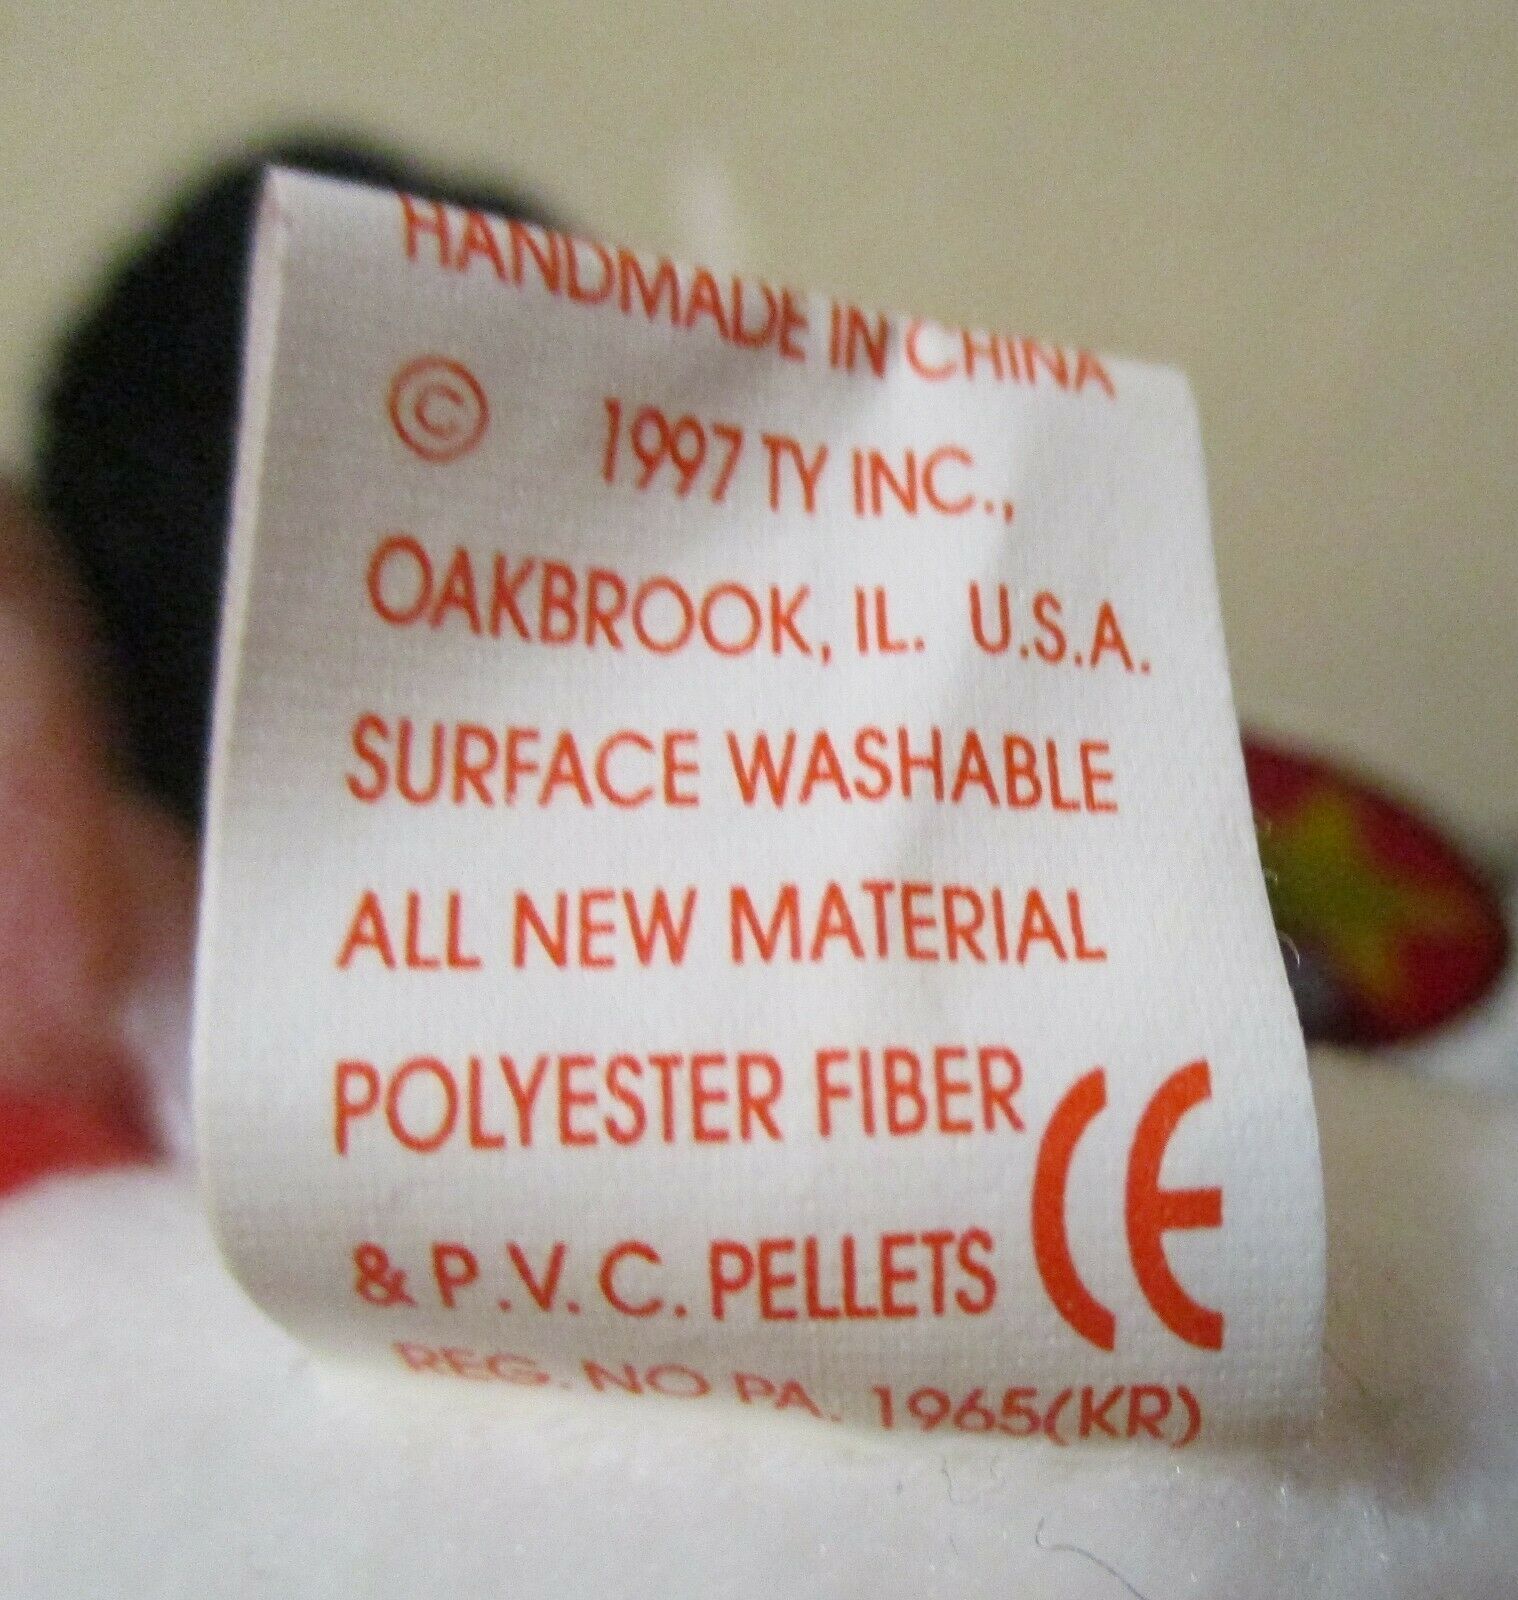 HANDMADE IN CHINA
© 1997 TY INC.,
OAKBROOK, IL. U.S.A.
SURFACE WASHABLE
ALL NEW MATERIAL
POLYESTER FIBER
& P.V.C. PELLETS CE
REG. NO PA. 1965(KR)